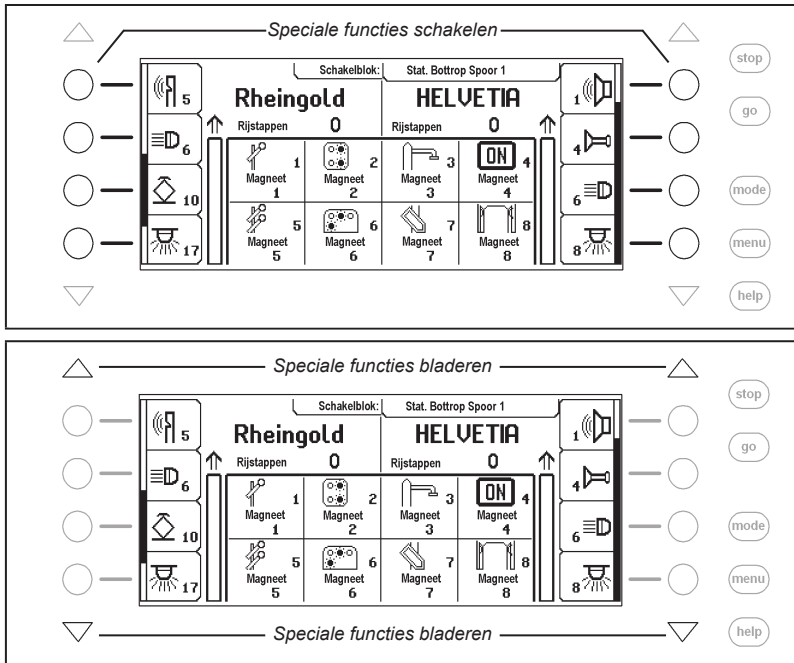 Speciale functies schakelen
stop
Schakelblok: Stat. Bottrop Spoor 1
5 Rheingold HELVETIA 1
go
Rijstappen 0 Rijstappen 0
6 4
1 2 3 ON 4
Magneet Magneet Magneet Magneet
1 2 3 4
mode
10 6
5 6 7 8
Magneet Magneet Magneet Magneet
5 6 7 8
17 8
menu
help
Speciale functies bladeren
stop
Schakelblok: Stat. Bottrop Spoor 1
5 Rheingold HELVETIA 1
go
Rijstappen 0 Rijstappen 0
6 4
1 2 3 ON 4
Magneet Magneet Magneet Magneet
1 2 3 4
mode
10 6
5 6 7 8
Magneet Magneet Magneet Magneet
5 6 7 8
17 8
menu
help
Speciale functies bladeren